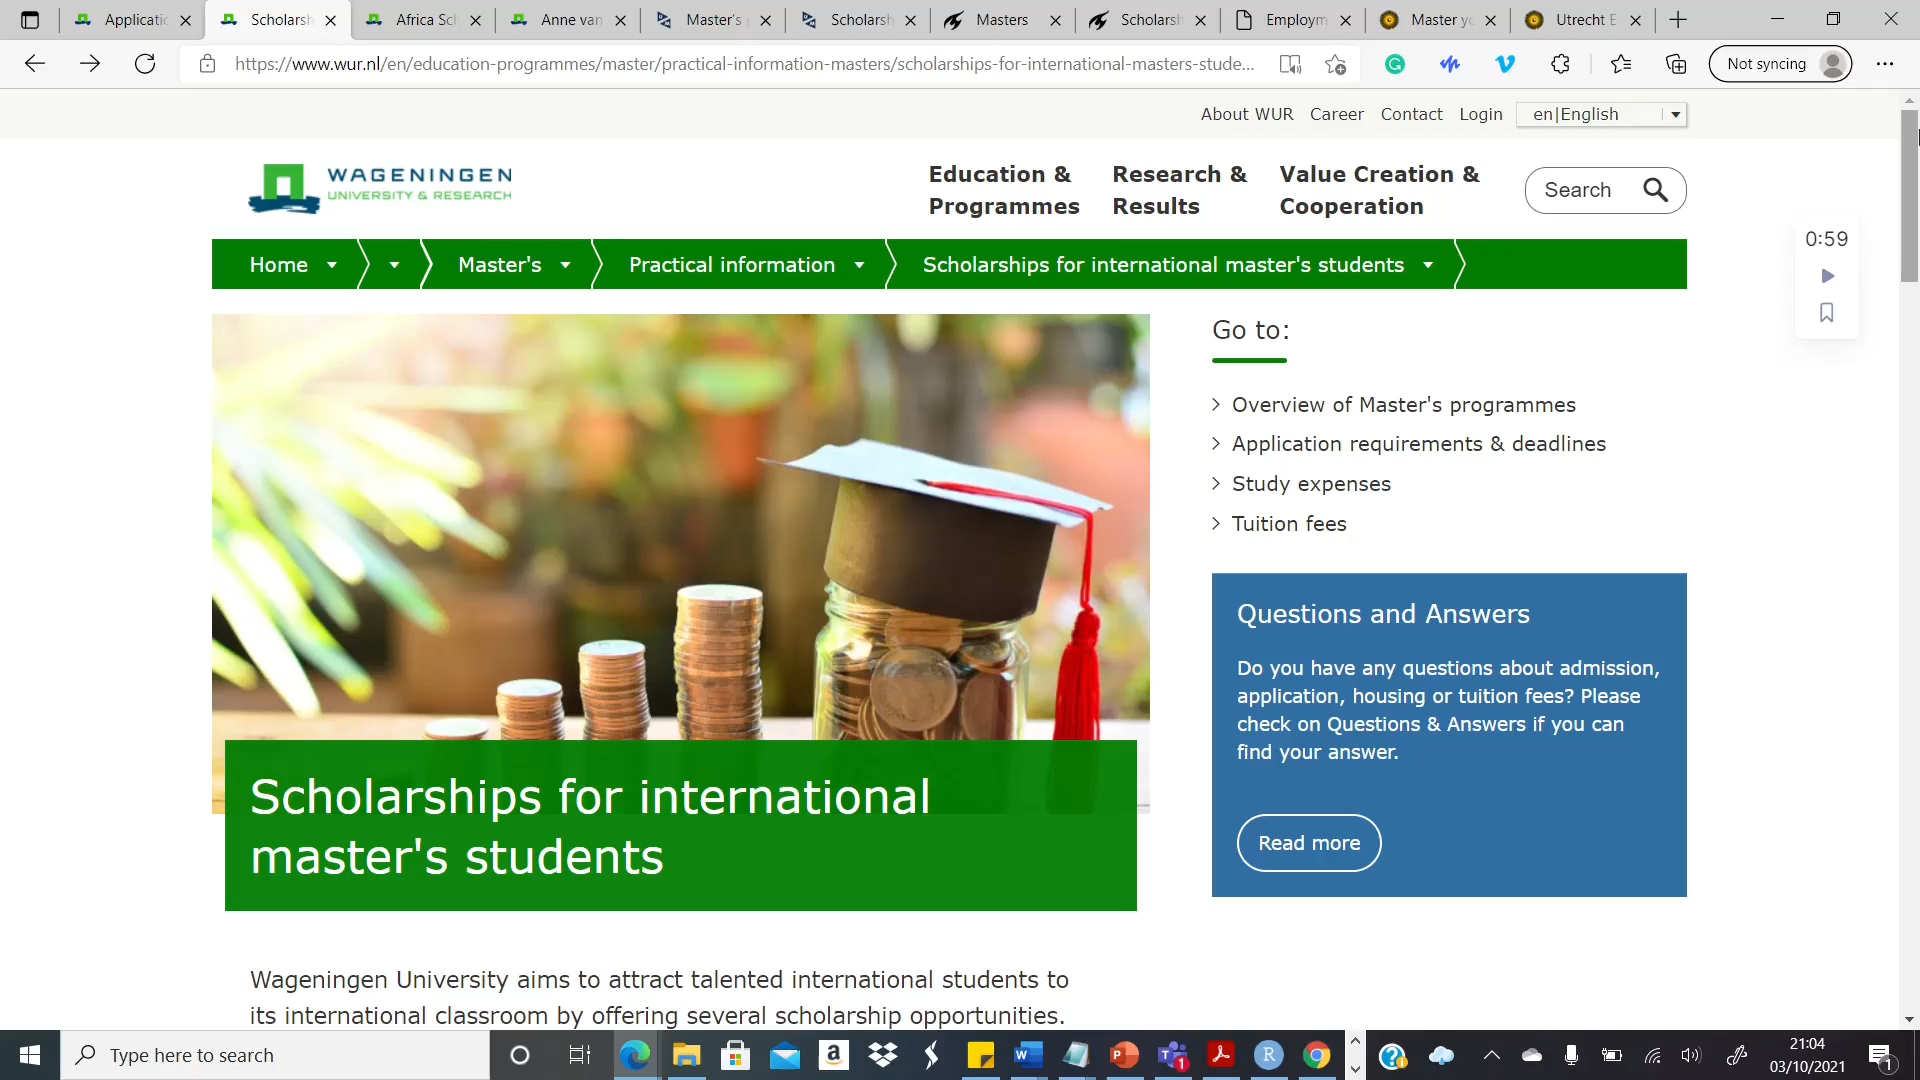 Applicatio
Scholarsh
Africa Sch
Anne van
Master's p
Scholarsh
Masters
Scholarsh
Employm
Master yo
Utrecht E
https://www.wur.nl/en/education-programmes/master/practical-information-masters/scholarships-for-international-masters-stude...
Not syncing
About WUR Career Contact Login en|English
WAGENINGEN
UNIVERSITY & RESEARCH
Education &
Programmes
Research &
Results
Value Creation &
Cooperation
Search
0:59
Home Master's Practical information Scholarships for international master's students
Go to:
Overview of Master's programmes
Application requirements & deadlines
Study expenses
Tuition fees
Questions and Answers
Do you have any questions about admission,
application, housing or tuition fees? Please
check on Questions & Answers if you can
find your answer.
Read more
Scholarships for international
master's students
Wageningen University aims to attract talented international students to
its international classroom by offering several scholarship opportunities.
Type here to search
21:04
03/10/2021
1
1